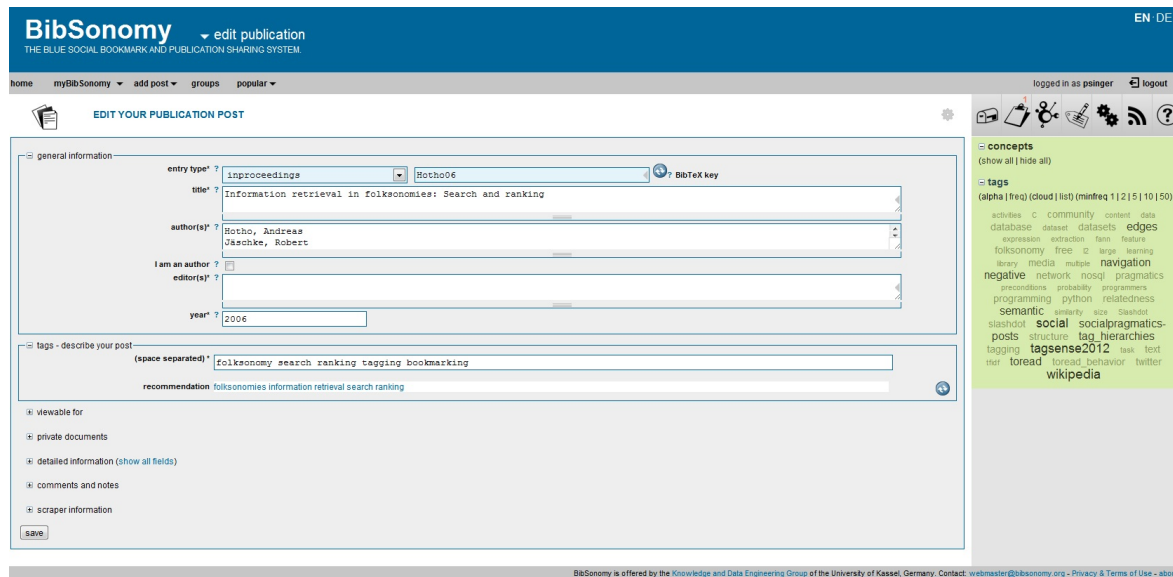 BibSonomy
edit publication
EN·DE
THE BLUE SOCIAL BOOKMARK AND PUBLICATION SHARING SYSTEM.
home myBibSonomy add post groups popular
logged in as psinger logout
EDIT YOUR PUBLICATION POST
1
general information
entry type* ? inproceedings Hotho06 ? BibTeX key
title* ? Information retrieval in folksonomies: Search and ranking
author(s)* ? Hotho, Andreas
Jäschke, Robert
I am an author ?
editor(s)* ?
year* ? 2006
tags - describe your post
(space separated) * folksonomy search ranking tagging bookmarking
recommendation folksonomies information retrieval search ranking
viewable for
private documents
detailed information (show all fields)
comments and notes
scraper information
save
concepts
(show all | hide all)
tags
(alpha | freq) (cloud | list) (minfreq 1 | 2 | 5 | 10 | 50)
activities C community content data
database dataset datasets edges
expression extraction fann feature
folksonomy free large learning
library media multiple navigation
negative network nosql pragmatics
preconditions probability programmers
programming python relatedness
semantic similarity size Slashdot
slashdot social socialpragmatics-
posts structure tag_hierarchies
tagging tagsense2012 task text
toread toread_behavior twitter
wikipedia
BibSonomy is offered by the Knowledge and Data Engineering Group of the University of Kassel, Germany. Contact: webmaster@bibsonomy.org - Privacy & Terms of Use -